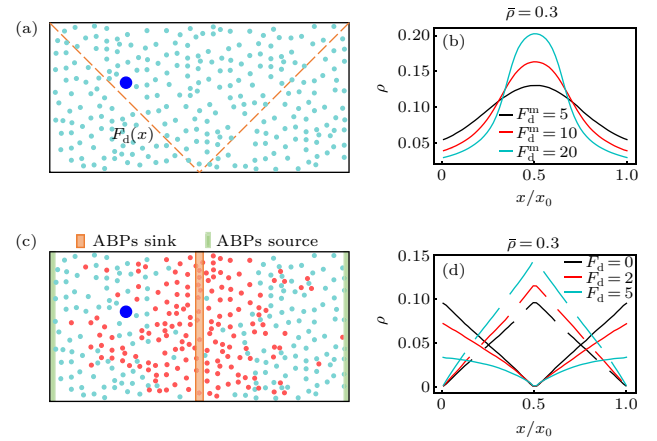 (a)
F_d(x)
(b)
ρ̄ = 0.3
0.20
0.15
0.10
0.05
ρ
F_d^m = 5
F_d^m = 10
F_d^m = 20
0 0.5 1.0
x/x_0
(c)
ABPs sink
ABPs source
(d)
ρ̄ = 0.3
0.15
0.10
0.05
0
ρ
F_d = 0
F_d = 2
F_d = 5
0 0.5 1.0
x/x_0